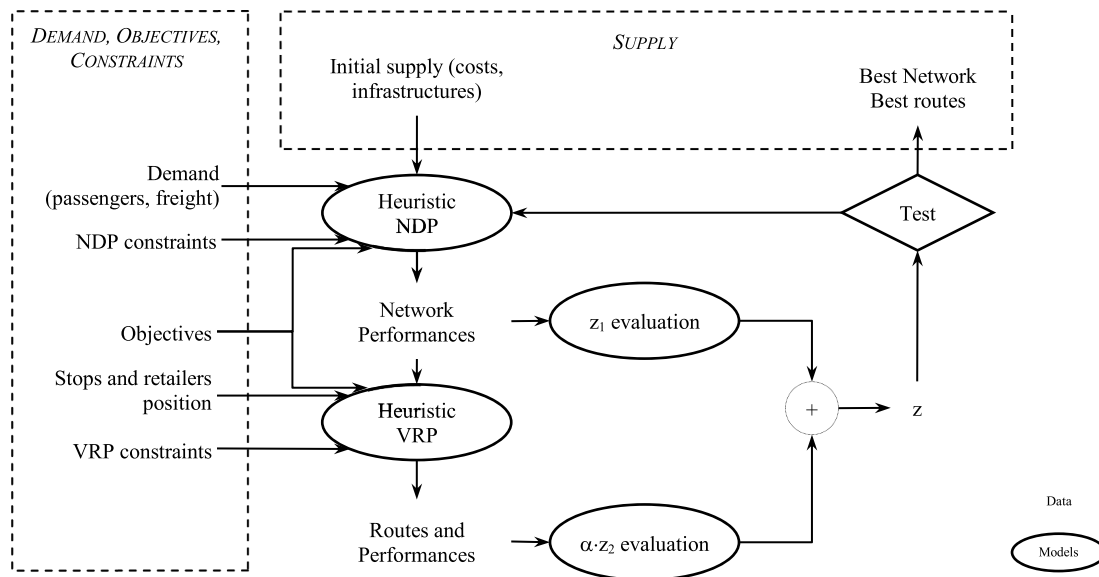 DEMAND, OBJECTIVES,
CONSTRAINTS
SUPPLY
Initial supply (costs,
infrastructures)
Best Network
Best routes
Demand
(passengers, freight)
Heuristic
NDP
Test
NDP constraints
Network
Performances
z₁ evaluation
Objectives
Stops and retailers
position
Heuristic
VRP
+
z
VRP constraints
Routes and
Performances
α·z₂ evaluation
Data
Models